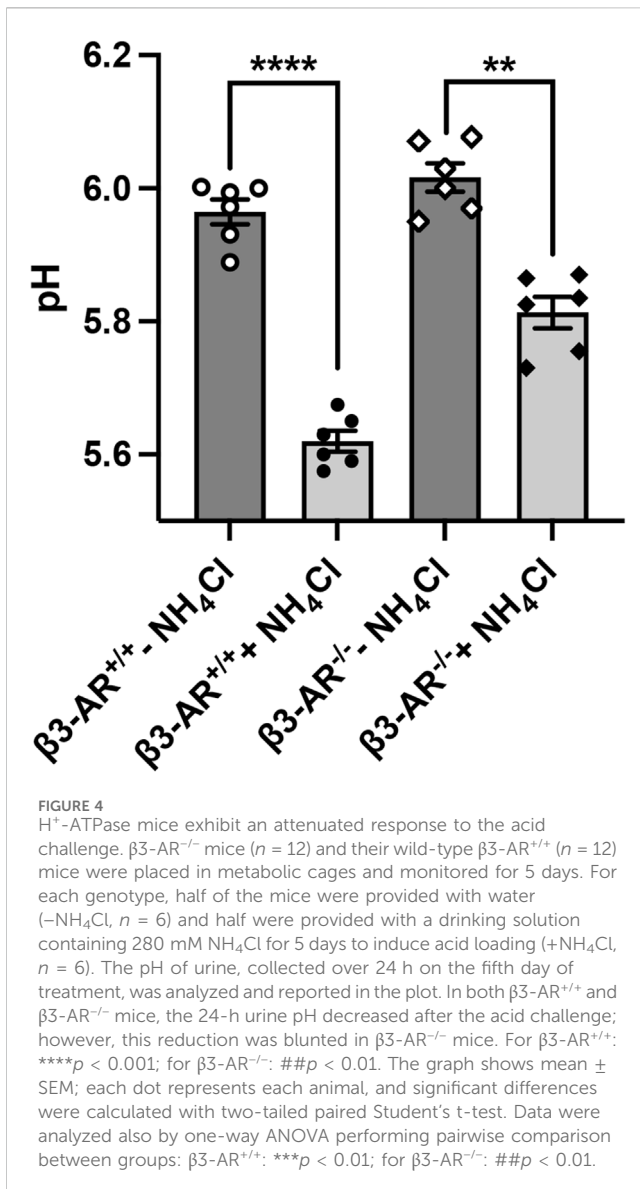 6.2
6.0
5.8
5.6
pH
****
**
β3-AR+/+- NH4Cl
β3-AR+/++ NH4Cl
β3-AR-/-- NH4Cl
β3-AR-/-+ NH4Cl
FIGURE 4
H+-ATPase mice exhibit an attenuated response to the acid
challenge. β3-AR−/− mice (n = 12) and their wild-type β3-AR+/+ (n = 12)
mice were placed in metabolic cages and monitored for 5 days. For
each genotype, half of the mice were provided with water
(−NH4Cl, n = 6) and half were provided with a drinking solution
containing 280 mM NH4Cl for 5 days to induce acid loading (+NH4Cl,
n = 6). The pH of urine, collected over 24 h on the fifth day of
treatment, was analyzed and reported in the plot. In both β3-AR+/+ and
β3-AR−/− mice, the 24-h urine pH decreased after the acid challenge;
however, this reduction was blunted in β3-AR−/− mice. For β3-AR+/+:
****p < 0.001; for β3-AR−/−: ##p < 0.01. The graph shows mean ±
SEM; each dot represents each animal, and significant differences
were calculated with two-tailed paired Student's t-test. Data were
analyzed also by one-way ANOVA performing pairwise comparison
between groups: β3-AR+/+: ***p < 0.01; for β3-AR−/−: ##p < 0.01.